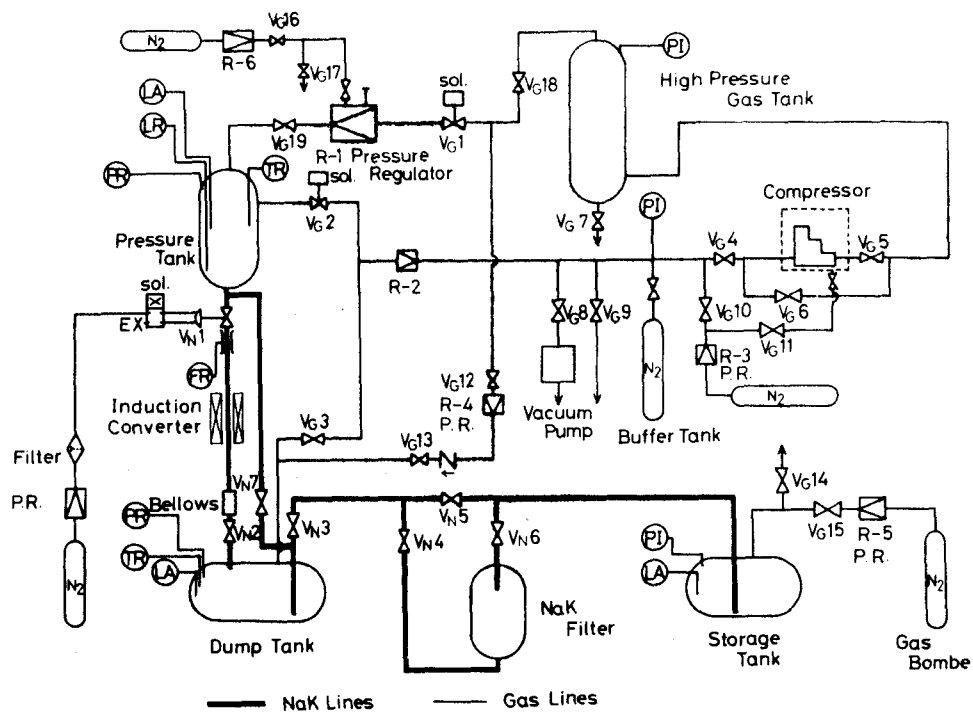 N₂
R-6
VG16
VG17
sol.
VG18
PI
High Pressure
Gas Tank
LA
LR
VG19
R-1 Pressure
Regulator
VG1
PR
TR
sol.
VG2
Pressure
Tank
VG7
PI
Compressor
VG4
VG5
R-2
VG6
VG8
VG9
VG10
VG11
sol.
EX
VN1
FR
Induction
Converter
VG3
VG12
R-4
P.R.
VG13
Vacuum
Pump
N₂
Buffer Tank
R-3
P.R.
N₂
Filter
P.R.
N₂
Bellows
VN7
VN2
VN3
PR
TR
LA
Dump Tank
VN5
VN4
VN6
NaK
Filter
VG14
VG15
R-5
P.R.
PI
LA
Storage
Tank
N₂
Gas
Bombe
NaK Lines
Gas Lines